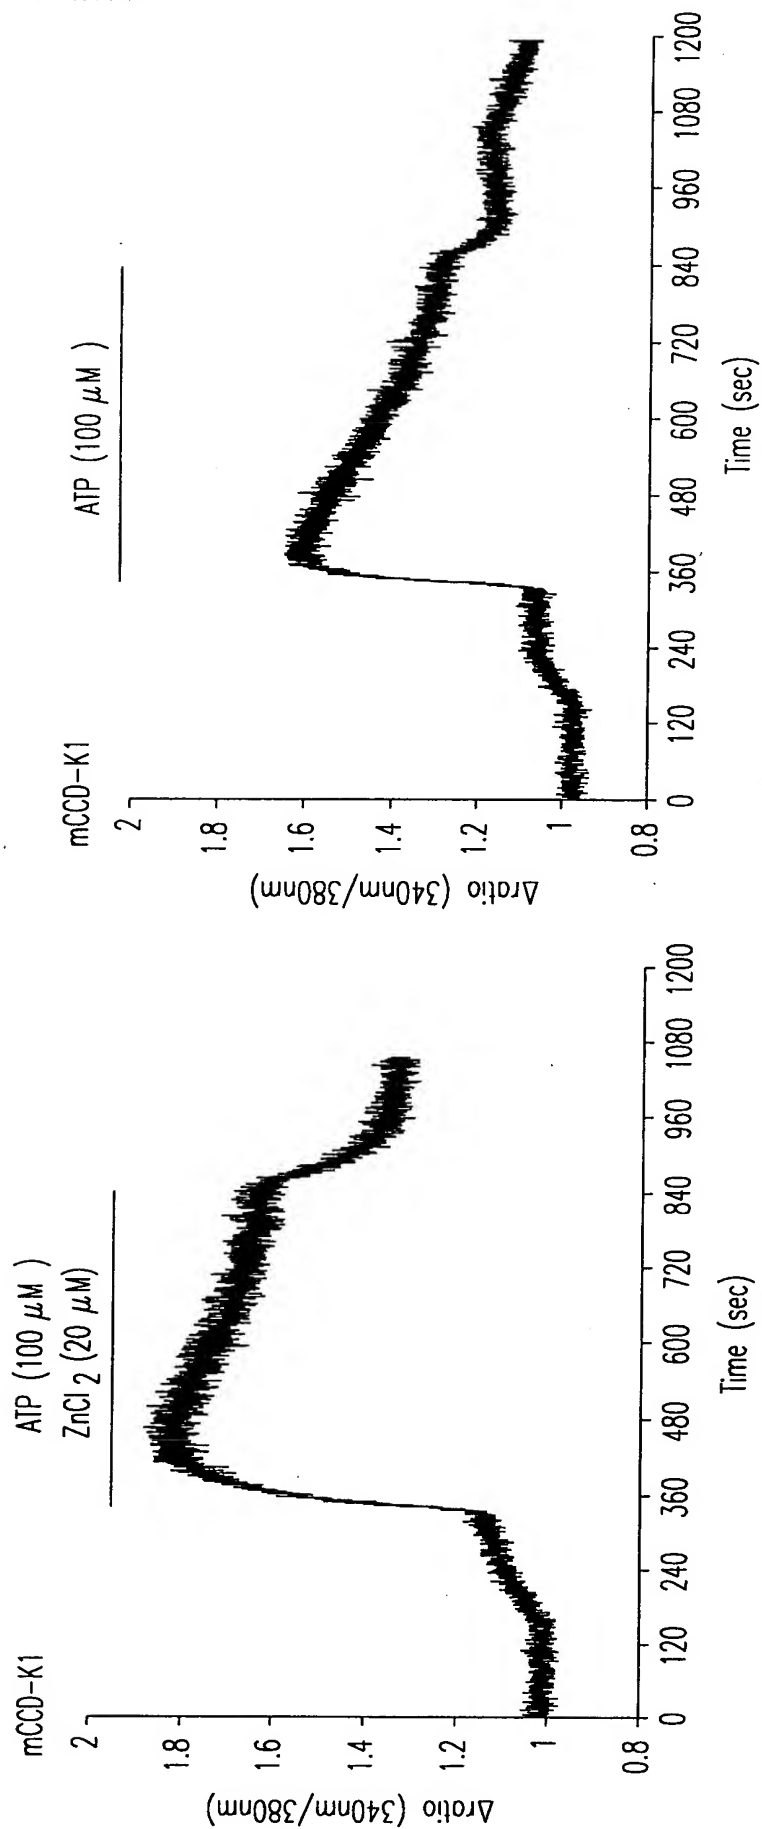 mCCD-K1
ATP (100 μM )
ZnCl2 (20 μM)
Δratio (340nm/380nm)
2
1.8
1.6
1.4
1.2
1
0.8
0 120 240 360 480 600 720 840 960 1080 1200
Time (sec)
mCCD-K1
ATP (100 μM )
Δratio (340nm/380nm)
2
1.8
1.6
1.4
1.2
1
0.8
0 120 240 360 480 600 720 840 960 1080 1200
Time (sec)